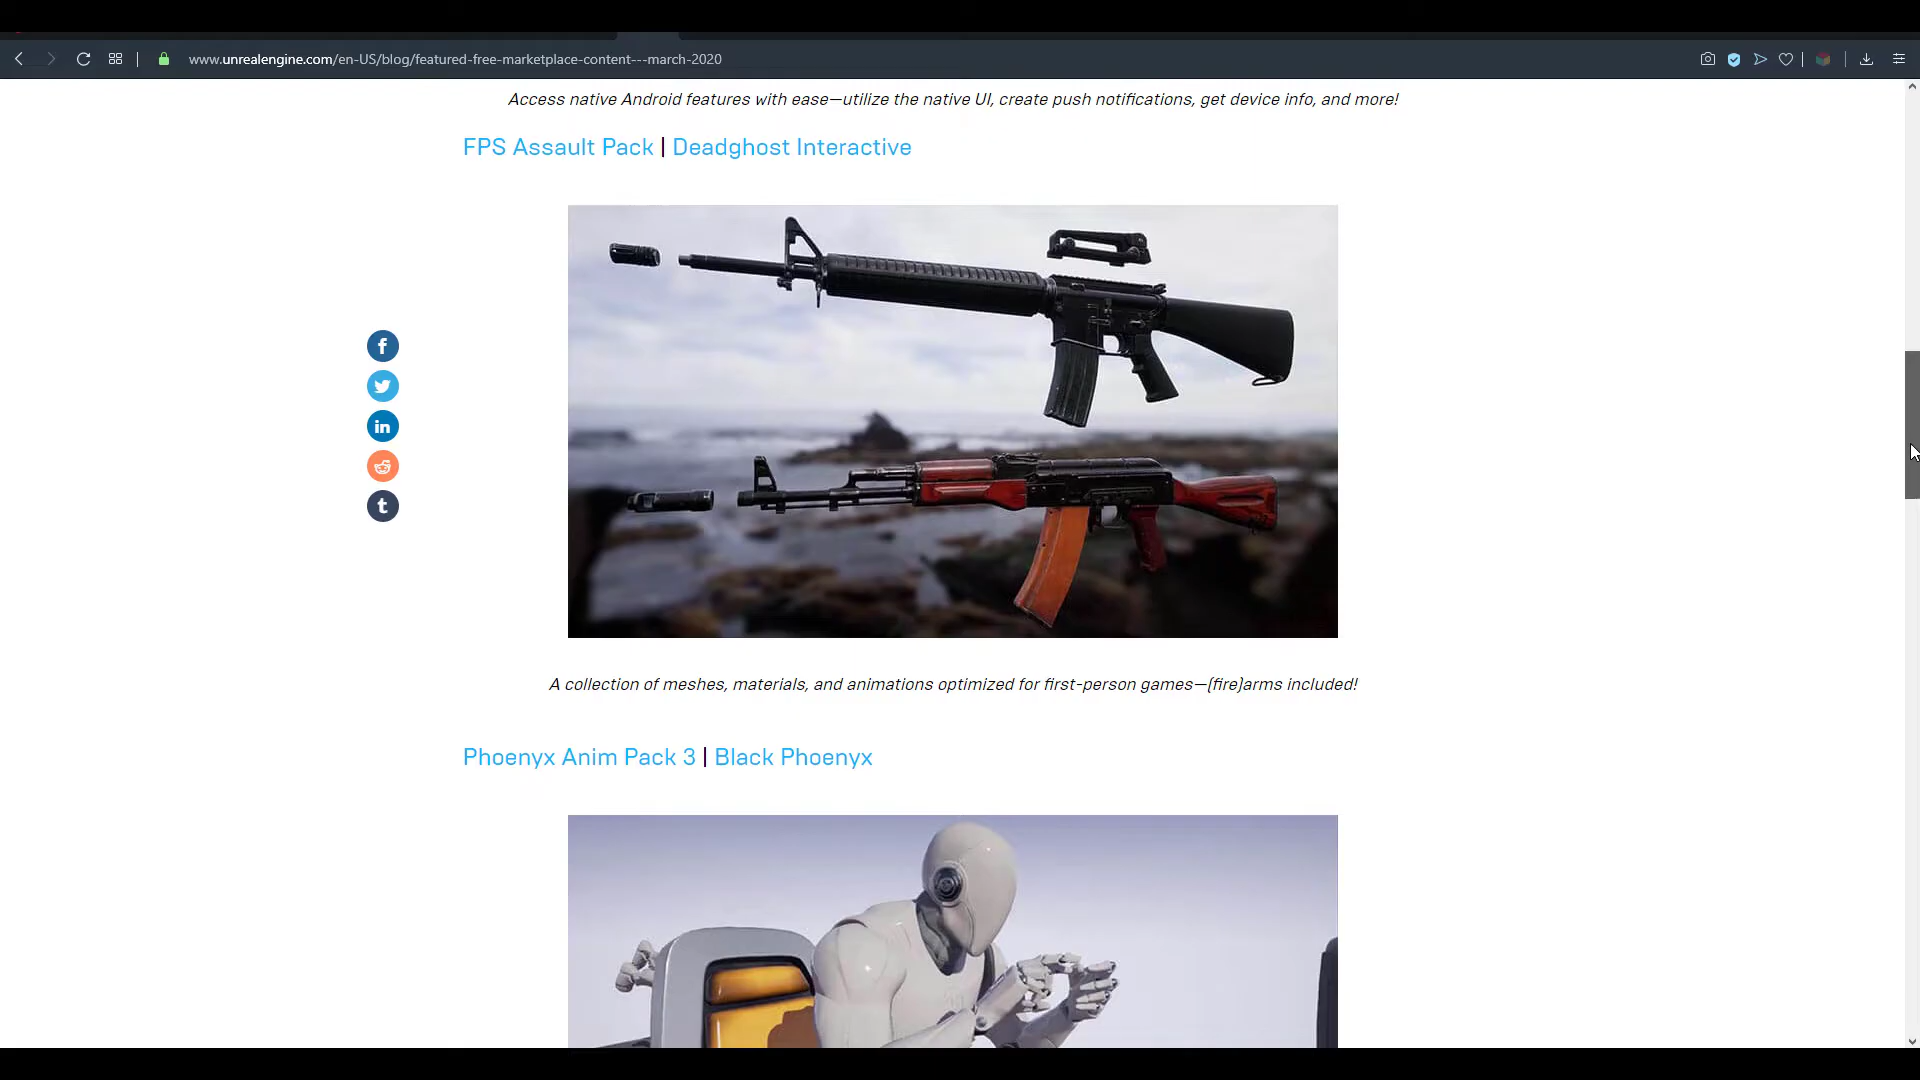 www.unrealengine.com/en-US/blog/featured-free-marketplace-content---march-2020
Access native Android features with ease—utilize the native UI, create push notifications, get device info, and more!
FPS Assault Pack | Deadghost Interactive
A collection of meshes, materials, and animations optimized for first-person games—(fire)arms included!
Phoenyx Anim Pack 3 | Black Phoenyx